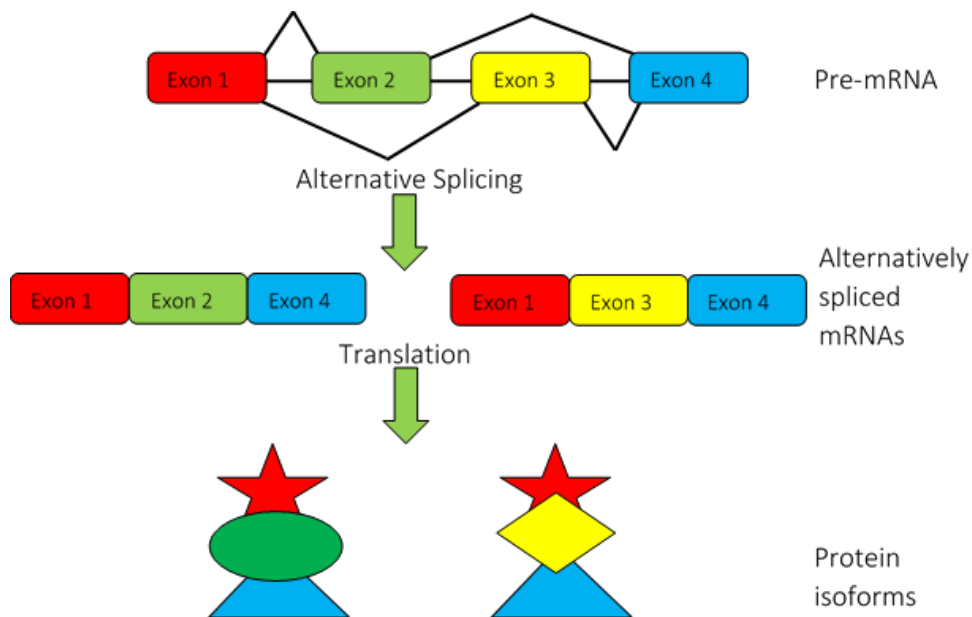 Exon 1
Exon 2
Exon 3
Exon 4
Pre-mRNA
Alternative Splicing
Exon 1
Exon 2
Exon 4
Exon 1
Exon 3
Exon 4
Alternatively
spliced
mRNAs
Translation
Protein
isoforms